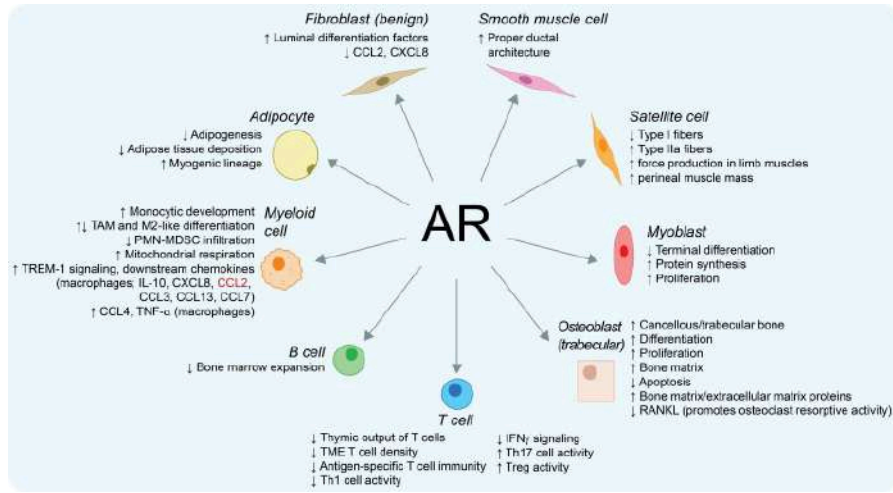 Fibroblast (benign)
↑ Luminal differentiation factors
↓ CCL2, CXCL8
Smooth muscle cell
↑ Proper ductal
architecture
Adipocyte
↓ Adipogenesis
↓ Adipose tissue deposition
↑ Myogenic lineage
Satellite cell
↓ Type I fibers
↑ Type IIa fibers
↑ force production in limb muscles
↑ perineal muscle mass
AR
Myeloid
cell
↑ Monocytic development
↑↓ TAM and M2-like differentiation
↓ PMN-MDSC infiltration
↑ Mitochondrial respiration
↑ TREM-1 signaling, downstream chemokines
(macrophages; IL-10, CXCL8, CCL2,
CCL3, CCL13, CCL7)
↑ CCL4, TNF-α (macrophages)
Myoblast
↓ Terminal differentiation
↑ Protein synthesis
↑ Proliferation
B cell
↓ Bone marrow expansion
Osteoblast
(trabecular)
↑ Cancellous/trabecular bone
↑ Differentiation
↑ Proliferation
↑ Bone matrix
↓ Apoptosis
↑ Bone matrix/extracellular matrix proteins
↓ RANKL (promotes osteoclast resorptive activity)
T cell
↓ Thymic output of T cells
↓ TME T cell density
↓ Antigen-specific T cell immunity
↓ Th1 cell activity
↓ IFNγ signaling
↑ Th17 cell activity
↑ Treg activity